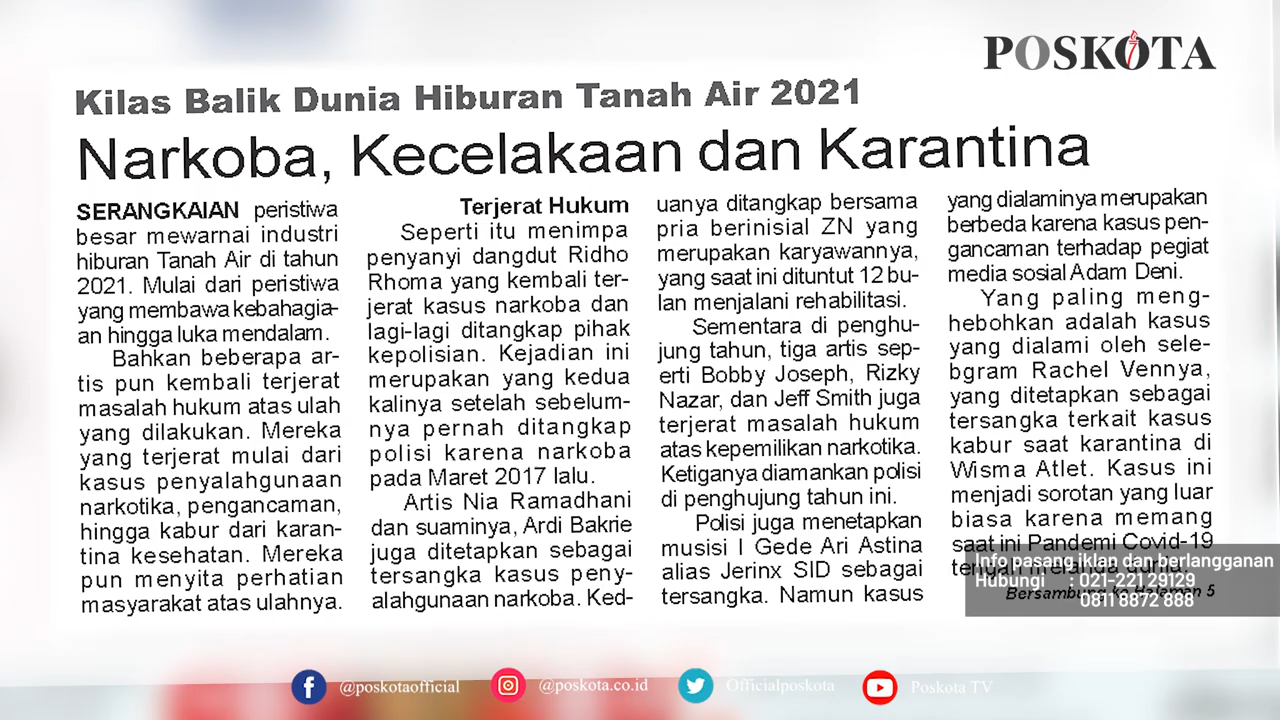 POSKOTA
Kilas Balik Dunia Hiburan Tanah Air 2021
Narkoba, Kecelakaan dan Karantina
SERANGKAIAN peristiwa
besar mewarnai industri
hiburan Tanah Air di tahun
2021. Mulai dari peristiwa
yang membawa kebahagia-
an hingga luka mendalam.
Bahkan beberapa ar-
tis pun kembali terjerat
masalah hukum atas ulah
yang dilakukan. Mereka
yang terjerat mulai dari
kasus penyalahgunaan
narkotika, pengancaman,
hingga kabur dari karan-
tina kesehatan. Mereka
pun menyita perhatian
masyarakat atas ulahnya.
Terjerat Hukum
Seperti itu menimpa
penyanyi dangdut Ridho
Rhoma yang kembali ter-
jerat kasus narkoba dan
lagi-lagi ditangkap pihak
kepolisian. Kejadian ini
merupakan yang kedua
kalinya setelah sebelum-
nya pernah ditangkap
polisi karena narkoba
pada Maret 2017 lalu.
Artis Nia Ramadhani
dan suaminya, Ardi Bakrie
juga ditetapkan sebagai
tersangka kasus peny-
alahgunaan narkoba. Ked-
uanya ditangkap bersama
pria berinisial ZN yang
merupakan karyawannya,
yang saat ini dituntut 12 bu-
lan menjalani rehabilitasi.
Sementara di penghu-
jung tahun, tiga artis sep-
erti Bobby Joseph, Rizky
Nazar, dan Jeff Smith juga
terjerat masalah hukum
atas kepemilikan narkotika.
Ketiganya diamankan polisi
di penghujung tahun ini.
Polisi juga menetapkan
musisi I Gede Ari Astina
alias Jerinx SID sebagai
tersangka. Namun kasus
yang dialaminya merupakan
berbeda karena kasus pen-
gancaman terhadap pegiat
media sosial Adam Deni.
Yang paling meng-
hebohkan adalah kasus
yang dialami oleh sele-
bgram Rachel Vennya,
yang ditetapkan sebagai
tersangka terkait kasus
kabur saat karantina di
Wisma Atlet. Kasus ini
menjadi sorotan yang luar
biasa karena memang
saat ini Pandemi Covid-19
tengah melanda dunia.
Bersambung ke Halaman 5
Info pasang iklan dan berlangganan
Hubungi : 021-221 29129
0811 8872 888
@poskotaofficial @poskota.co.id Officialposkota Poskota TV